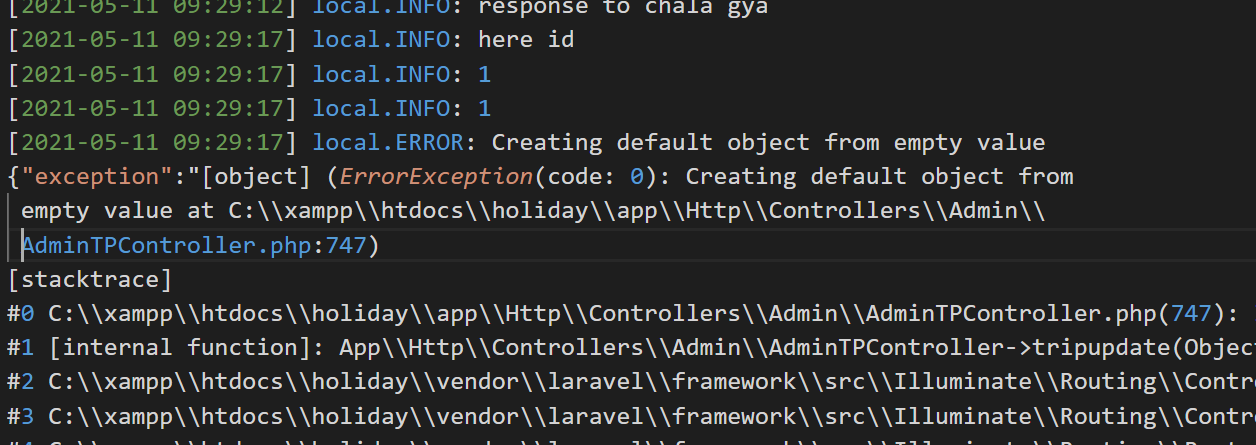 [2021-05-11 09:29:12] local.INFO: response to chala gya
[2021-05-11 09:29:17] local.INFO: here id
[2021-05-11 09:29:17] local.INFO: 1
[2021-05-11 09:29:17] local.INFO: 1
[2021-05-11 09:29:17] local.ERROR: Creating default object from empty value
{"exception":"[object] (ErrorException(code: 0): Creating default object from
empty value at C:\\xampp\\htdocs\\holiday\\app\\Http\\Controllers\\Admin\\
AdminTPController.php:747)
[stacktrace]
#0 C:\\xampp\\htdocs\\holiday\\app\\Http\\Controllers\\Admin\\AdminTPController.php(747):
#1 [internal function]: App\\Http\\Controllers\\Admin\\AdminTPController->tripupdate(Objec
#2 C:\\xampp\\htdocs\\holiday\\vendor\\laravel\\framework\\src\\Illuminate\\Routing\\Contr
#3 C:\\xampp\\htdocs\\holiday\\vendor\\laravel\\framework\\src\\Illuminate\\Routing\\Contr